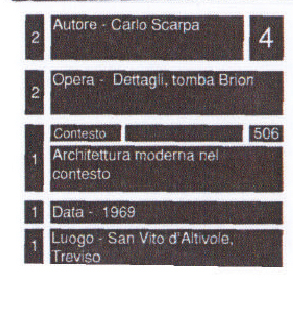 2 Autore - Carlo Scarpa 4
2 Opera - Dettagli, tomba Brion
Contesto 506
1 Architettura moderna nel
contesto
1 Data - 1969
1 Luogo - San Vito d'Altivole,
Treviso